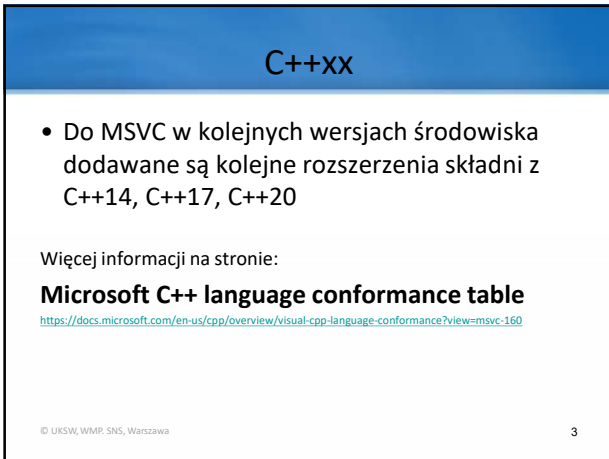 C++xx
• Do MSVC w kolejnych wersjach środowiska
dodawane są kolejne rozszerzenia składni z
C++14, C++17, C++20
Więcej informacji na stronie:
Microsoft C++ language conformance table
https://docs.microsoft.com/en-us/cpp/overview/visual-cpp-language-conformance?view=msvc-160
© UKSW, WMP. SNS, Warszawa
3